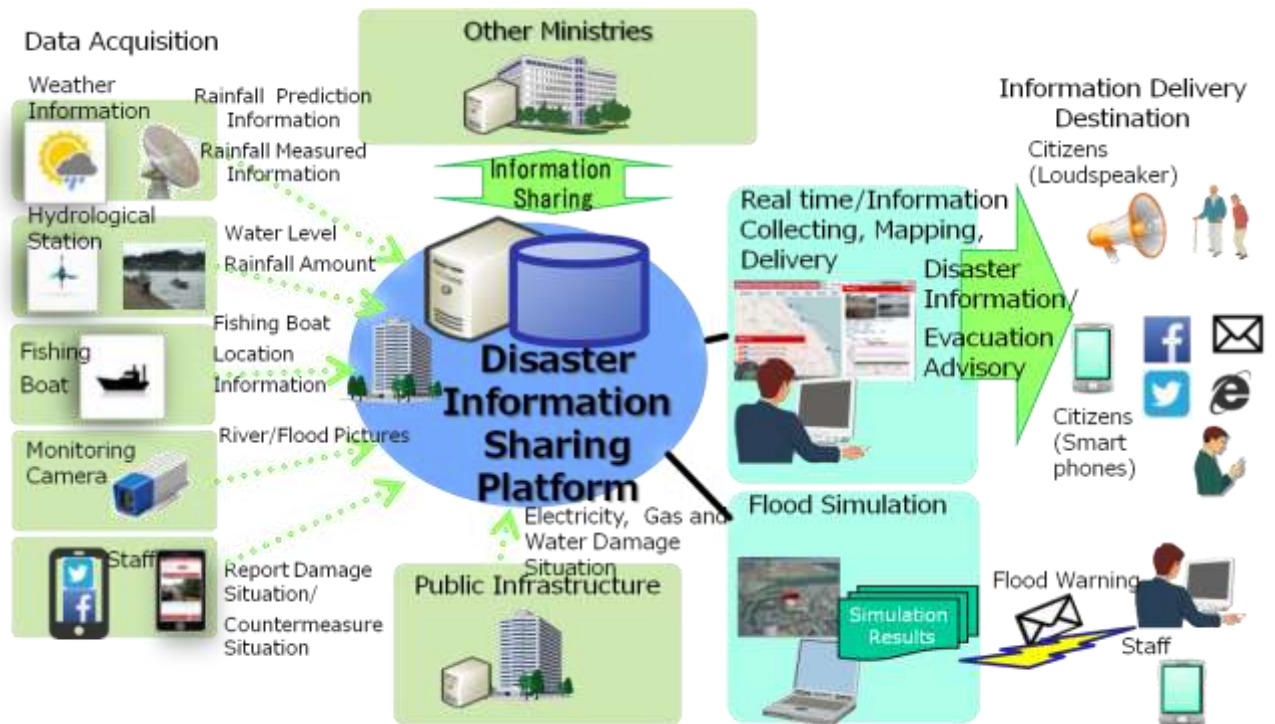 Data Acquisition
Weather
Information
Rainfall Prediction
Information
Rainfall Measured
Information
Hydrological
Station
Water Level
Rainfall Amount
Fishing
Boat
Fishing Boat
Location
Information
Monitoring
Camera
River/Flood Pictures
Staff
Report Damage
Situation/
Countermeasure
Situation
Other Ministries
Information
Sharing
Disaster
Information
Sharing
Platform
Electricity, Gas and
Water Damage
Situation
Public Infrastructure
Real time/Information
Collecting, Mapping,
Delivery
Disaster
Information/
Evacuation
Advisory
Flood Simulation
Simulation
Results
Information Delivery
Destination
Citizens
(Loudspeaker)
Citizens
(Smart
phones)
Flood Warning
Staff